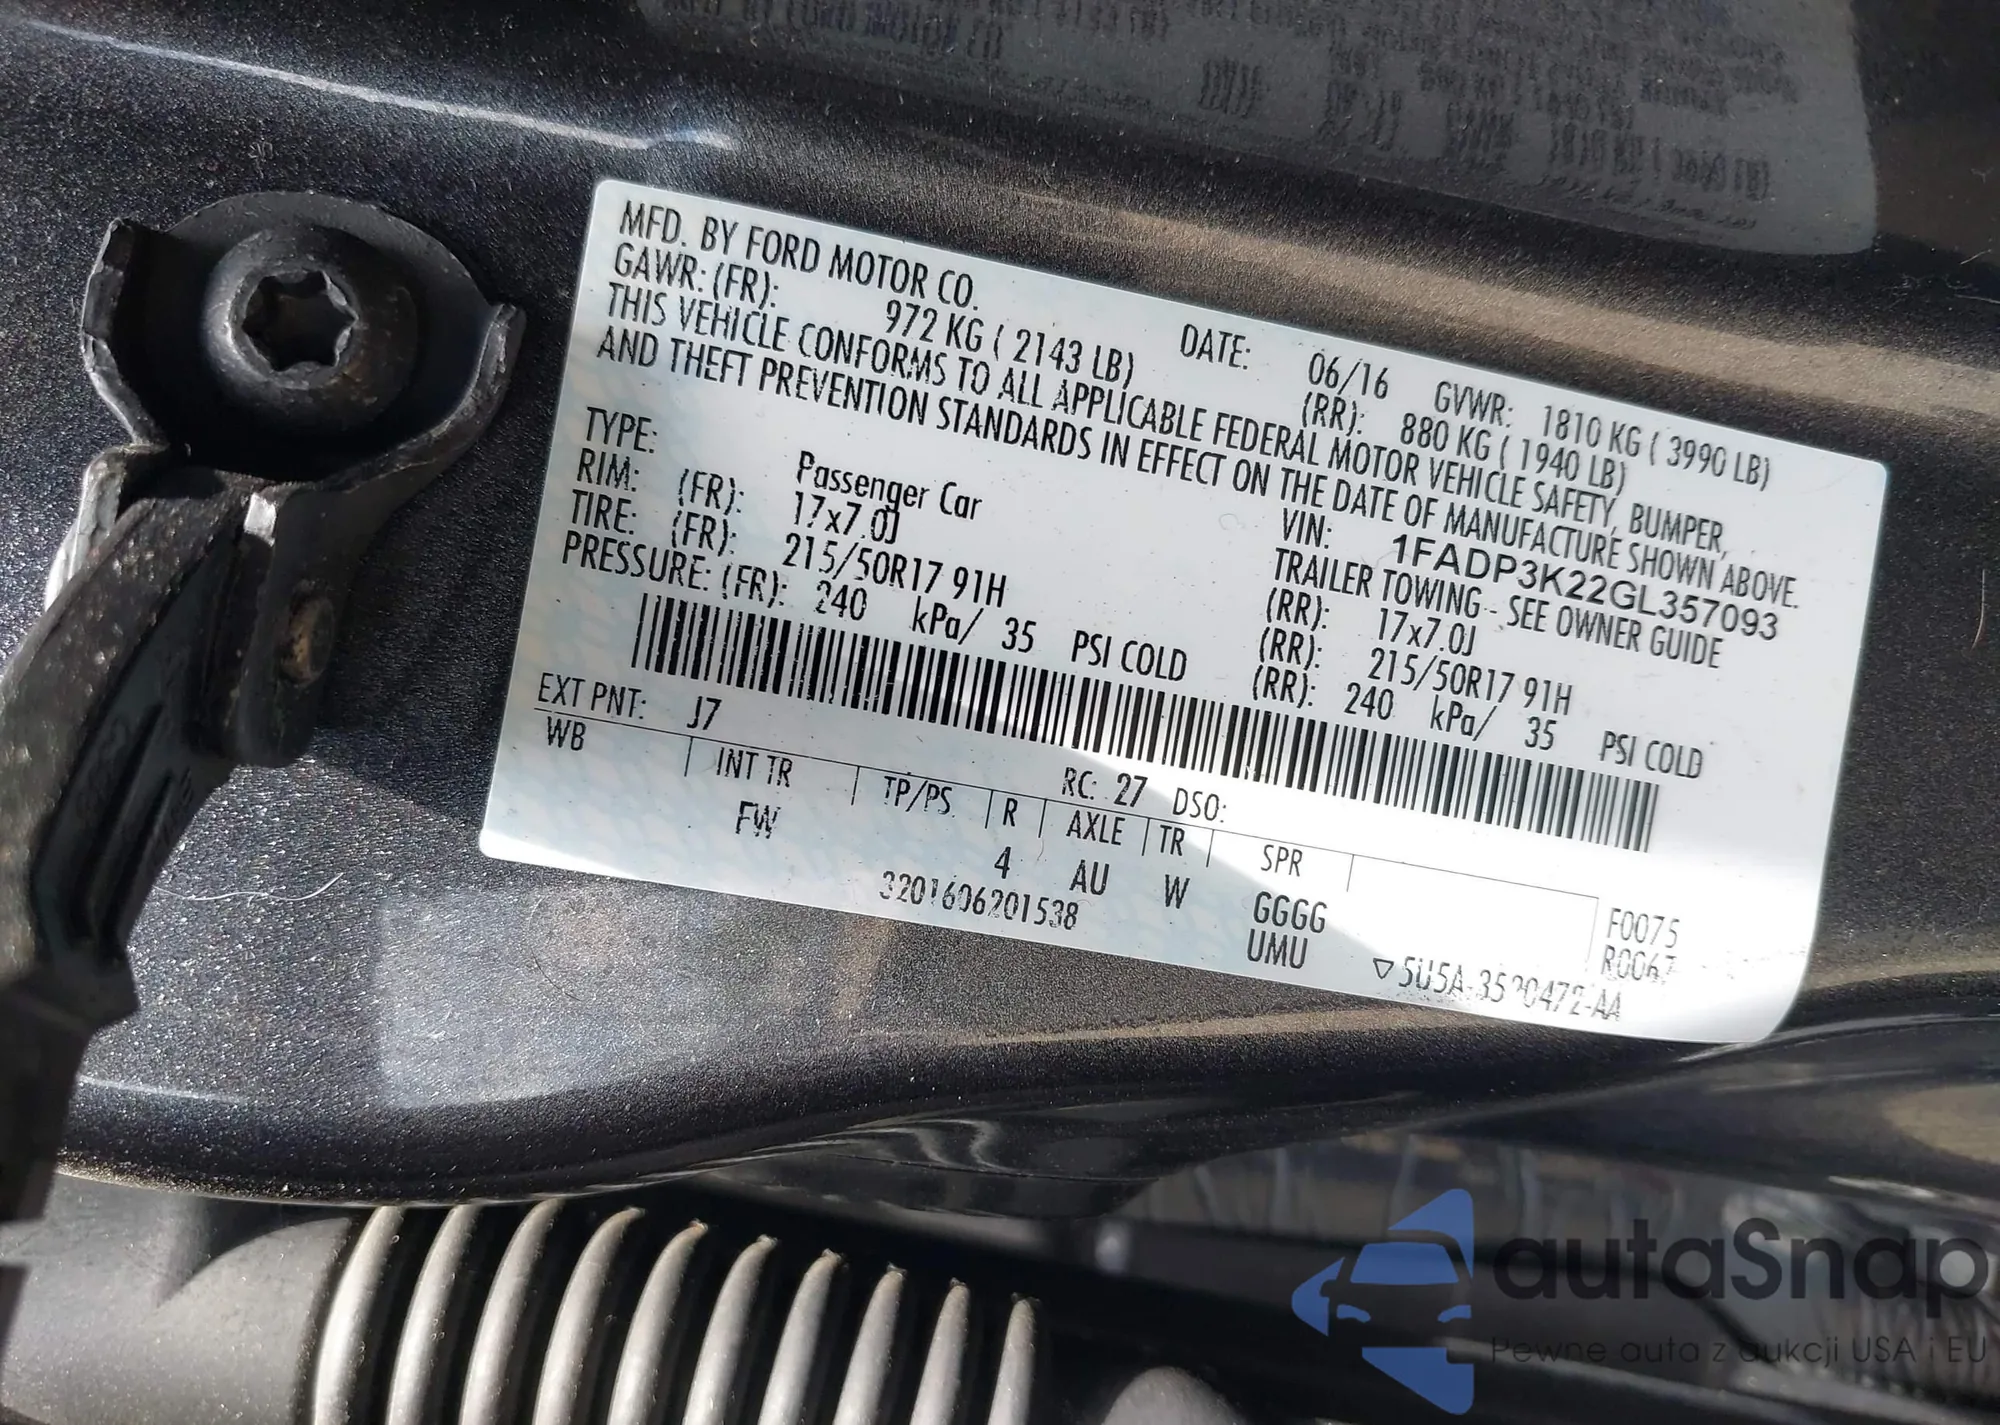 MFD. BY FORD MOTOR CO. DATE: 06/16 GVWR: 1810 KG ( 3990 LB)
GAWR: (FR): 972 KG ( 2143 LB) (RR): 880 KG ( 1940 LB)
THIS VEHICLE CONFORMS TO ALL APPLICABLE FEDERAL MOTOR VEHICLE SAFETY, BUMPER,
AND THEFT PREVENTION STANDARDS IN EFFECT ON THE DATE OF MANUFACTURE SHOWN ABOVE.
VIN: 1FADP3K22GL357093
TYPE: Passenger Car TRAILER TOWING - SEE OWNER GUIDE
RIM: (FR): 17x7.0J (RR): 17x7.0J
TIRE: (FR): 215/50R17 91H (RR): 215/50R17 91H
PRESSURE: (FR): 240 kPa/ 35 PSI COLD (RR): 240 kPa/ 35 PSI COLD
EXT PNT: J7 RC: 27 DSO:
WB INT TR TP/PS R AXLE TR SPR
FW 4 AU W GGGG F0075
3201606201538 UMU R0067
▽5U5A-3520472-AA
autaSnap
Pewne auta z aukcji USA i EU